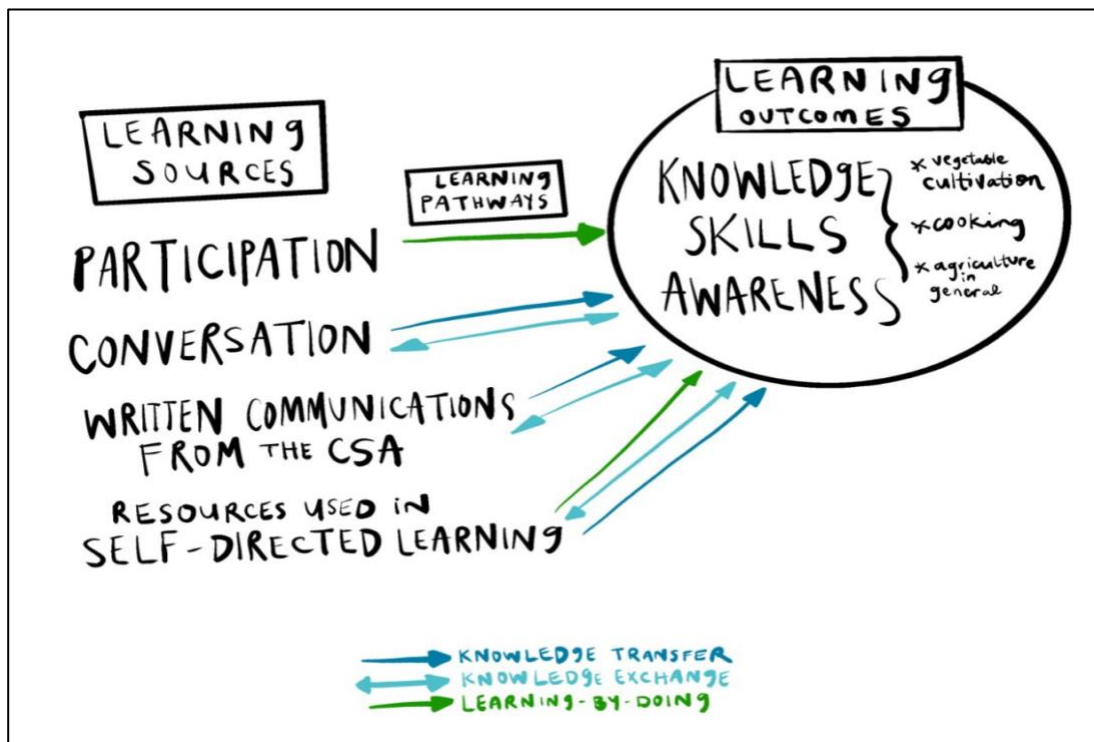 LEARNING
SOURCES
LEARNING
PATHWAYS
LEARNING
OUTCOMES
PARTICIPATION
CONVERSATION
WRITTEN COMMUNICATIONS
FROM THE CSA
RESOURCES USED IN
SELF-DIRECTED LEARNING
KNOWLEDGE
SKILLS
AWARENESS
* vegetable
cultivation
* cooking
* agriculture
in
general
KNOWLEDGE TRANSFER
KNOWLEDGE EXCHANGE
LEARNING-BY-DOING